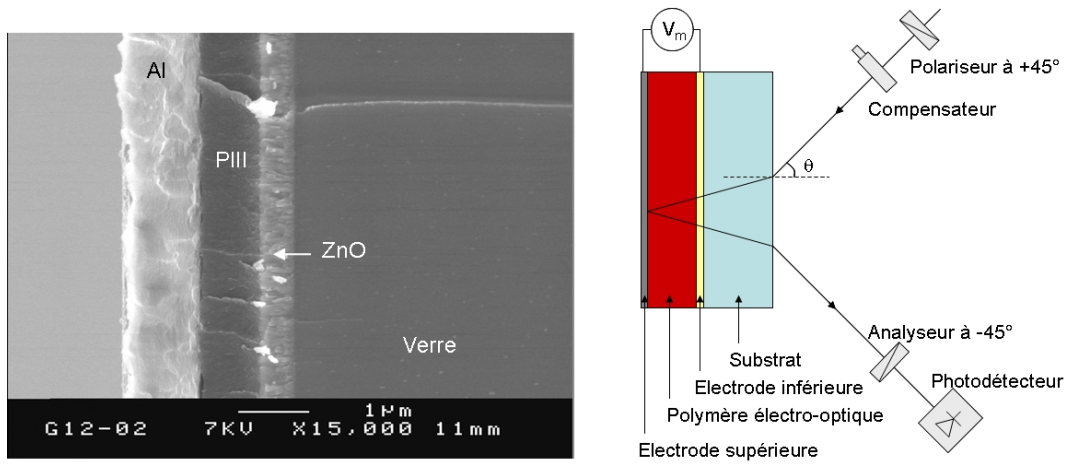 Al
PIII
ZnO
Verre
1μm
G12-02 7KV X15,000 11mm
Vm
Polariseur à +45°
Compensateur
θ
Analyseur à -45°
Photodétecteur
Substrat
Electrode inférieure
Polymère électro-optique
Electrode supérieure